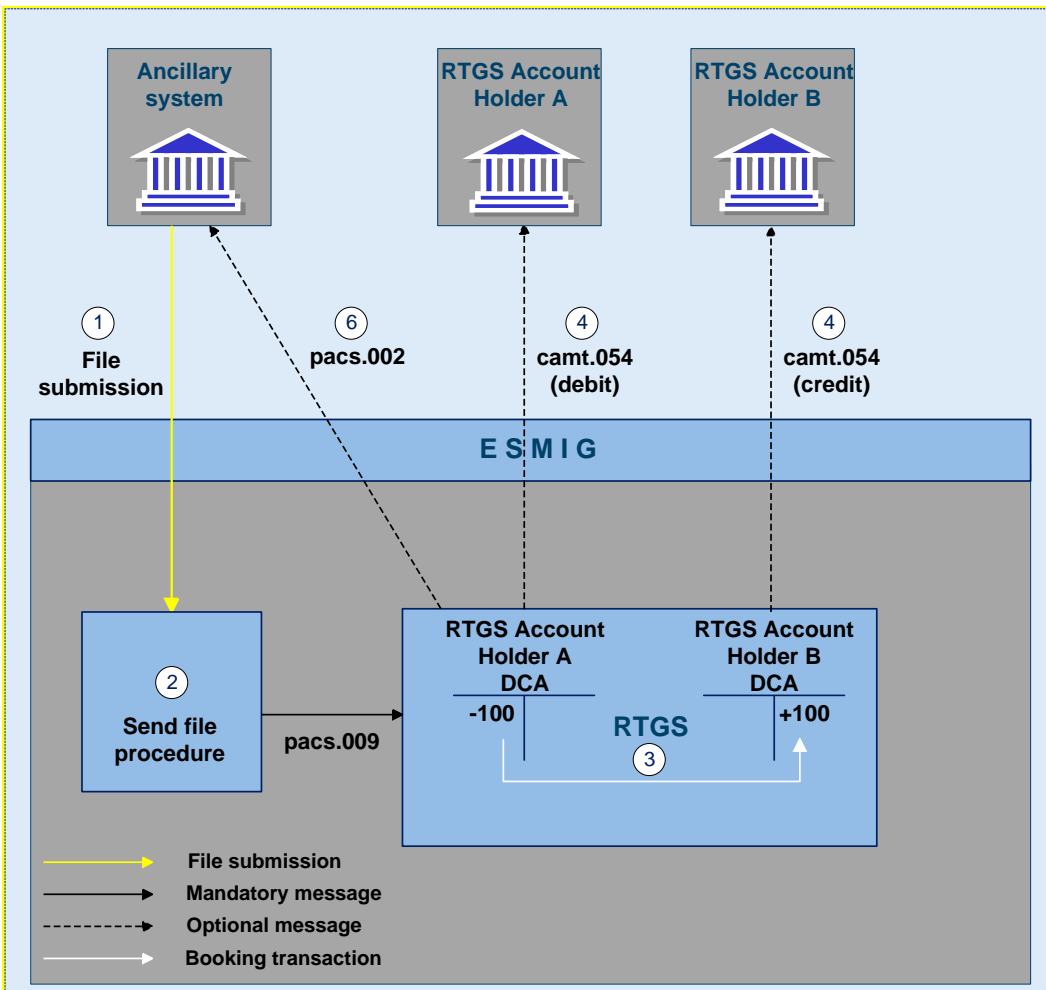 Ancillary
system
RTGS Account
Holder A
RTGS Account
Holder B
1
File
submission
6
pacs.002
4
camt.054
(debit)
4
camt.054
(credit)
E S M I G
2
Send file
procedure
pacs.009
RTGS Account
Holder A
DCA
-100
RTGS Account
Holder B
DCA
+100
RTGS
3
File submission
Mandatory message
Optional message
Booking transaction